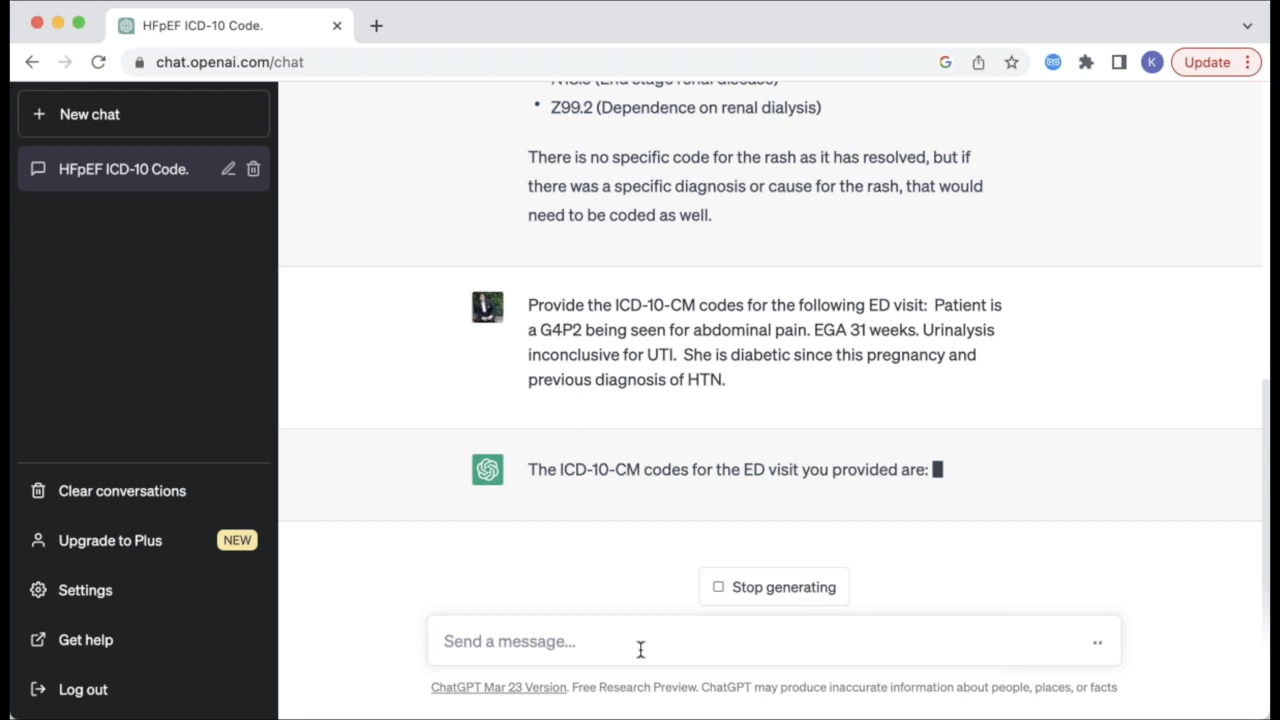 HFpEF ICD-10 Code.
chat.openai.com/chat
K
Update
New chat
HFpEF ICD-10 Code.
Clear conversations
Upgrade to Plus
NEW
Settings
Get help
Log out
(End stage renal disease)
• Z99.2 (Dependence on renal dialysis)
There is no specific code for the rash as it has resolved, but if
there was a specific diagnosis or cause for the rash, that would
need to be coded as well.
Provide the ICD-10-CM codes for the following ED visit: Patient is
a G4P2 being seen for abdominal pain. EGA 31 weeks. Urinalysis
inconclusive for UTI. She is diabetic since this pregnancy and
previous diagnosis of HTN.
The ICD-10-CM codes for the ED visit you provided are:
Stop generating
Send a message...
ChatGPT Mar 23 Version. Free Research Preview. ChatGPT may produce inaccurate information about people, places, or facts